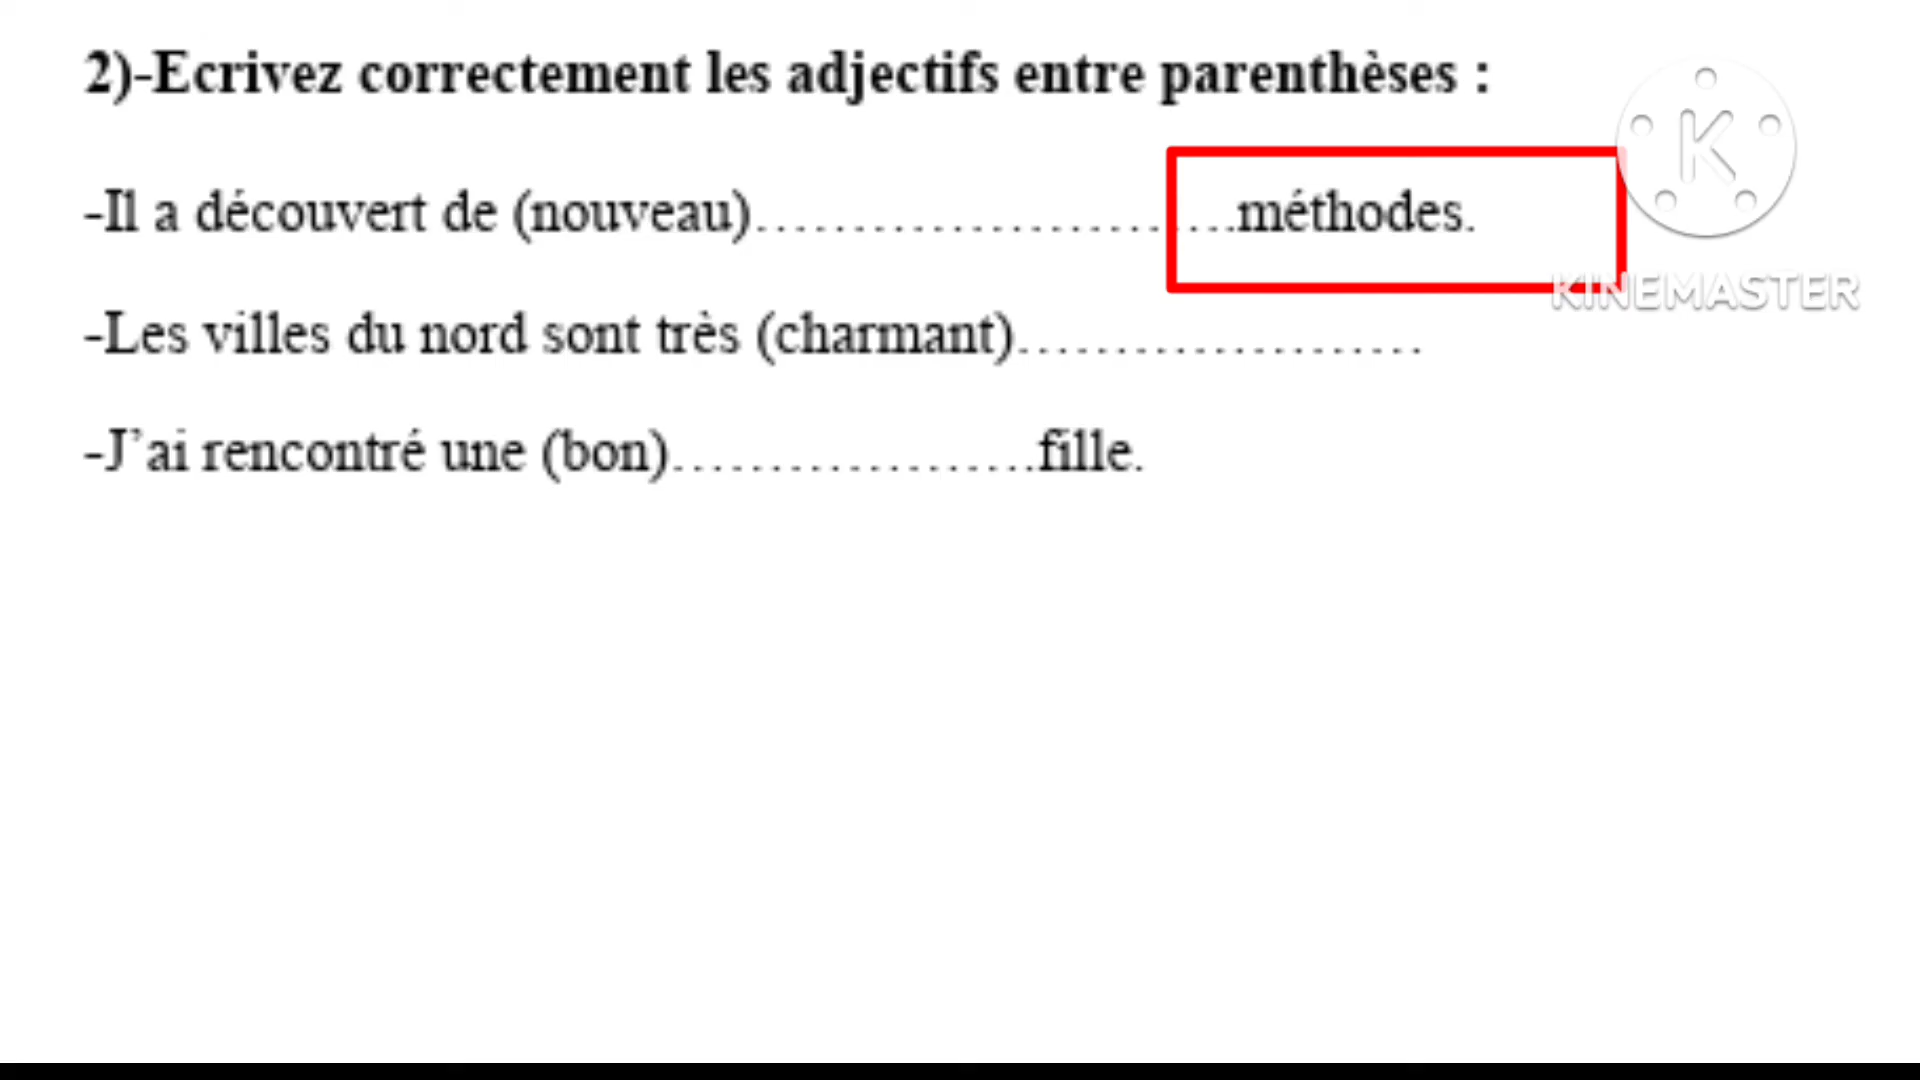 2)-Ecrivez correctement les adjectifs entre parenthèses :
-Il a découvert de (nouveau)……………………….méthodes.
-Les villes du nord sont très (charmant)…………………
-J’ai rencontré une (bon)……………….fille.
K
KINEMASTER